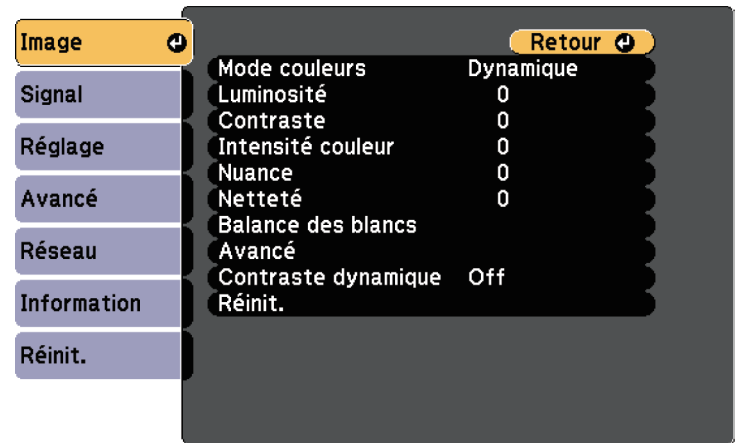 Image
Signal
Réglage
Avancé
Réseau
Information
Réinit.
Retour
Mode couleurs Dynamique
Luminosité 0
Contraste 0
Intensité couleur 0
Nuance 0
Netteté 0
Balance des blancs
Avancé
Contraste dynamique Off
Réinit.